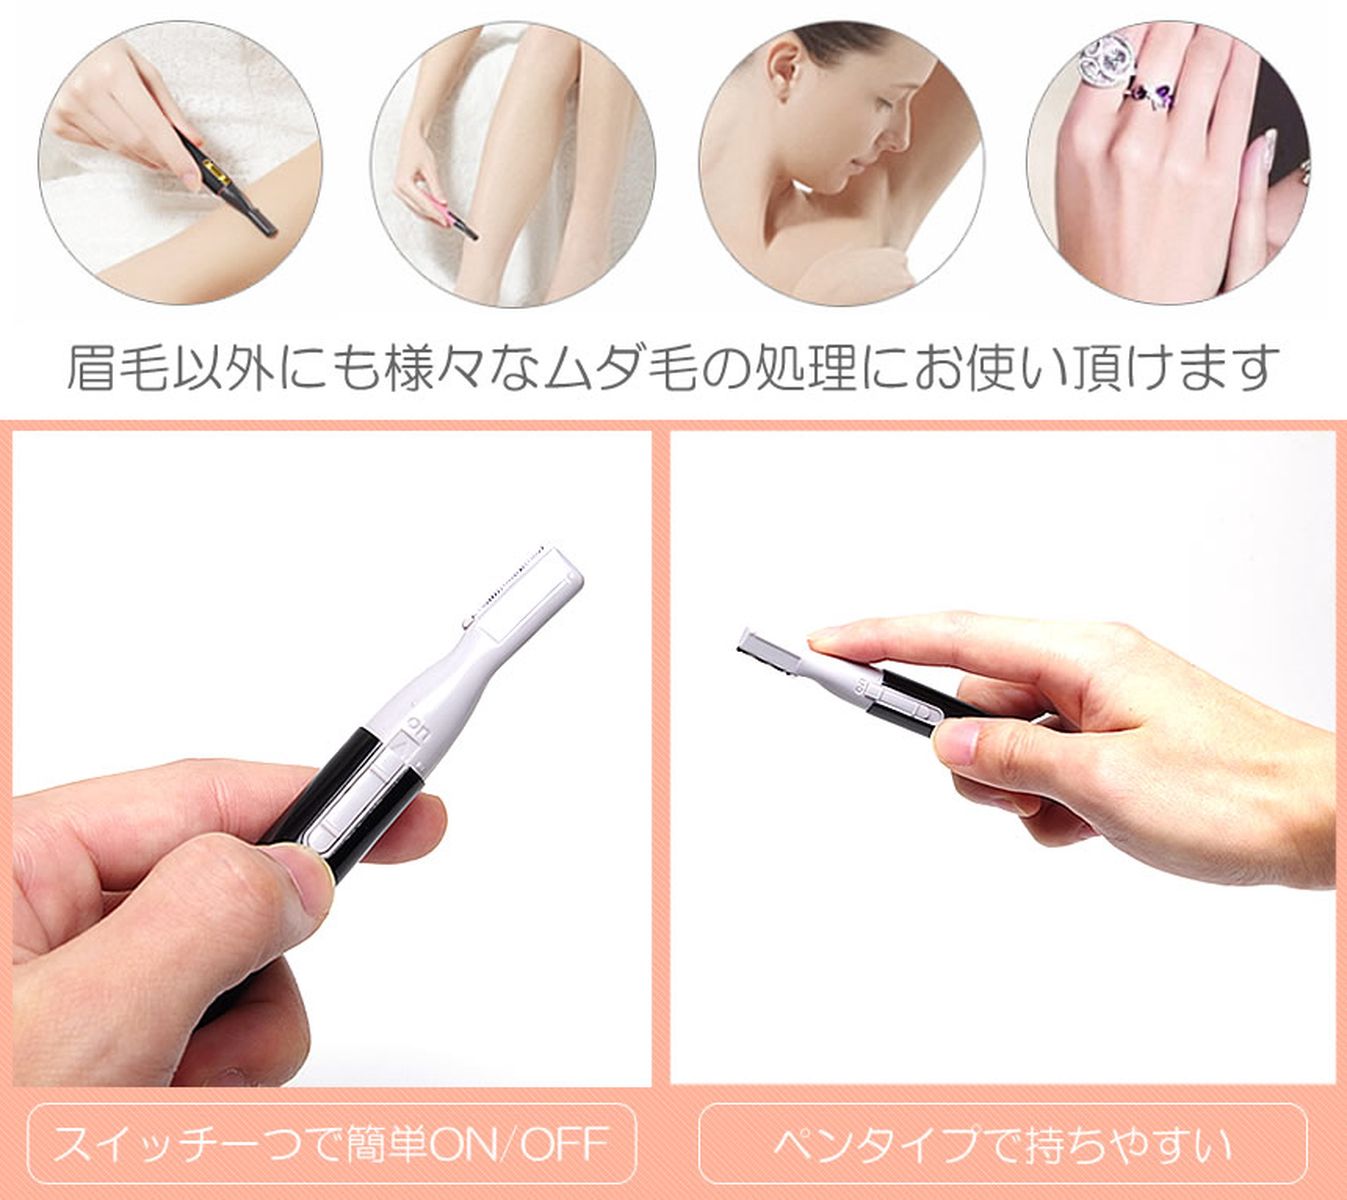 眉毛以外にも様々なムダ毛の処理にお使い頂けます
on
on
スイッチ一つで簡単ON/OFF
ペンタイプで持ちやすい